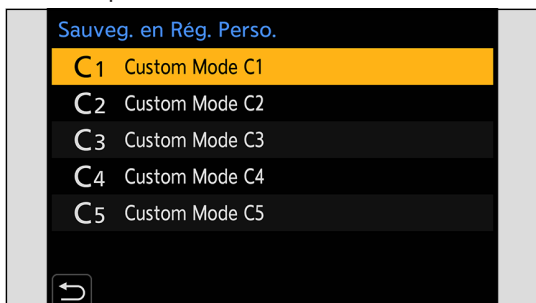 Sauveg. en Rég. Perso.
C1 Custom Mode C1
C2 Custom Mode C2
C3 Custom Mode C3
C4 Custom Mode C4
C5 Custom Mode C5